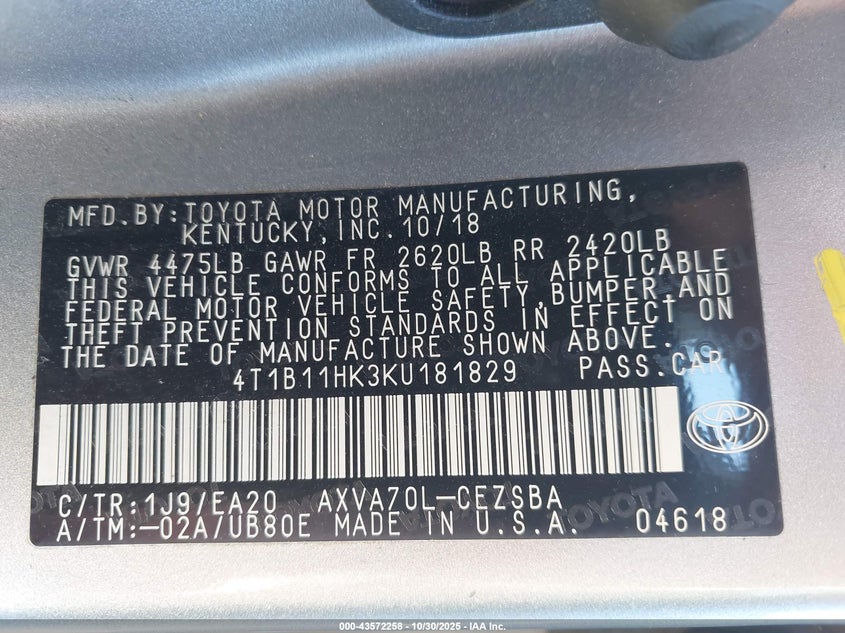 MFD. BY: TOYOTA MOTOR MANUFACTURING,
KENTUCKY, INC. 10/18
GVWR 4475LB GAWR FR 2620LB RR 2420LB
THIS VEHICLE CONFORMS TO ALL APPLICABLE
FEDERAL MOTOR VEHICLE SAFETY, BUMPER, AND
THEFT PREVENTION STANDARDS IN EFFECT ON
THE DATE OF MANUFACTURE SHOWN ABOVE.
4T1B11HK3KU181829 PASS. CAR
C/TR: 1J9/EA20 AXVA70L-CEZSBA
A/TM: -02A/UB80E MADE IN U.S.A. 04618
000-43572258 - 10/30/2025 - IAA Inc.